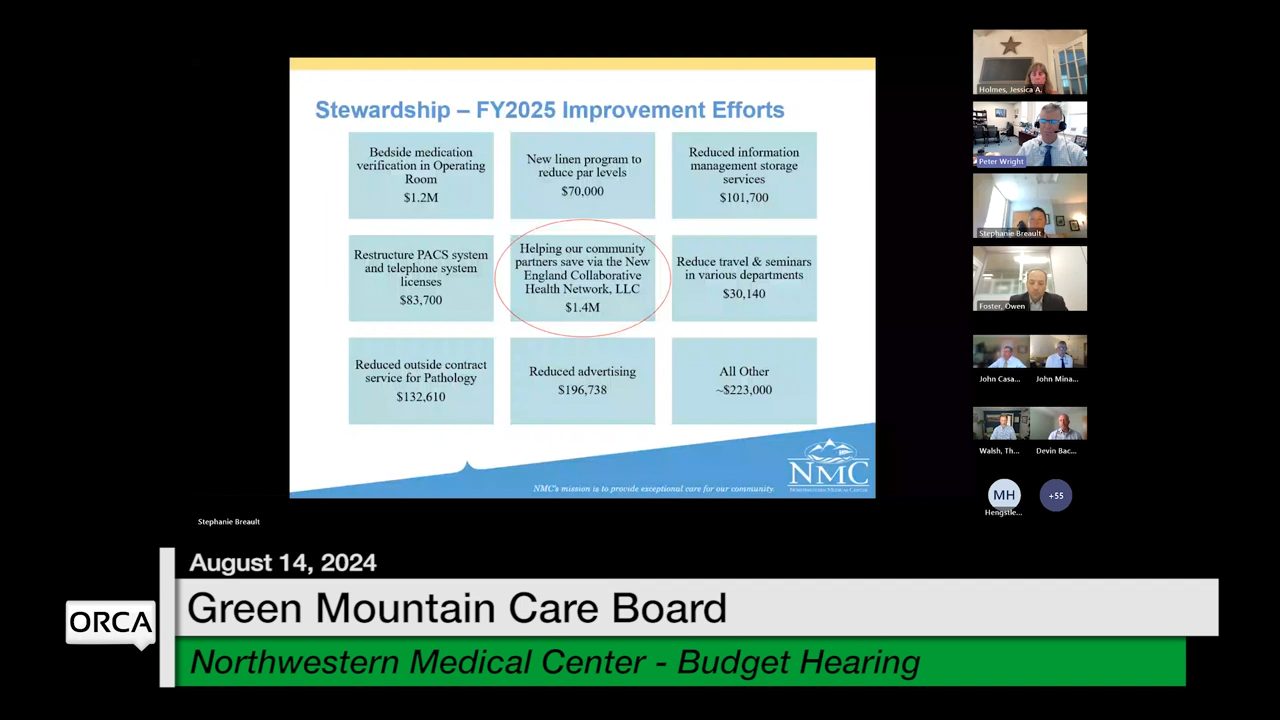 Stewardship – FY2025 Improvement Efforts
Bedside medication
verification in Operating
Room
$1.2M
New linen program to
reduce par levels
$70,000
Reduced information
management storage
services
$101,700
Restructure PACS system
and telephone system
licenses
$83,700
Helping our community
partners save via the New
England Collaborative
Health Network, LLC
$1.4M
Reduce travel & seminars
in various departments
$30,140
Reduced outside contract
service for Pathology
$132,610
Reduced advertising
$196,738
All Other
~$223,000
NMC's mission is to provide exceptional care for our community.
NMC
NORTHWESTERN MEDICAL CENTER
Holmes, Jessica A.
Peter Wright
Stephanie Breault
Foster, Owen
John Casa...
John Mina...
Walsh, Th...
Devin Bac...
MH
+55
Hengstle...
Stephanie Breault
August 14, 2024
ORCA
Green Mountain Care Board
Northwestern Medical Center - Budget Hearing